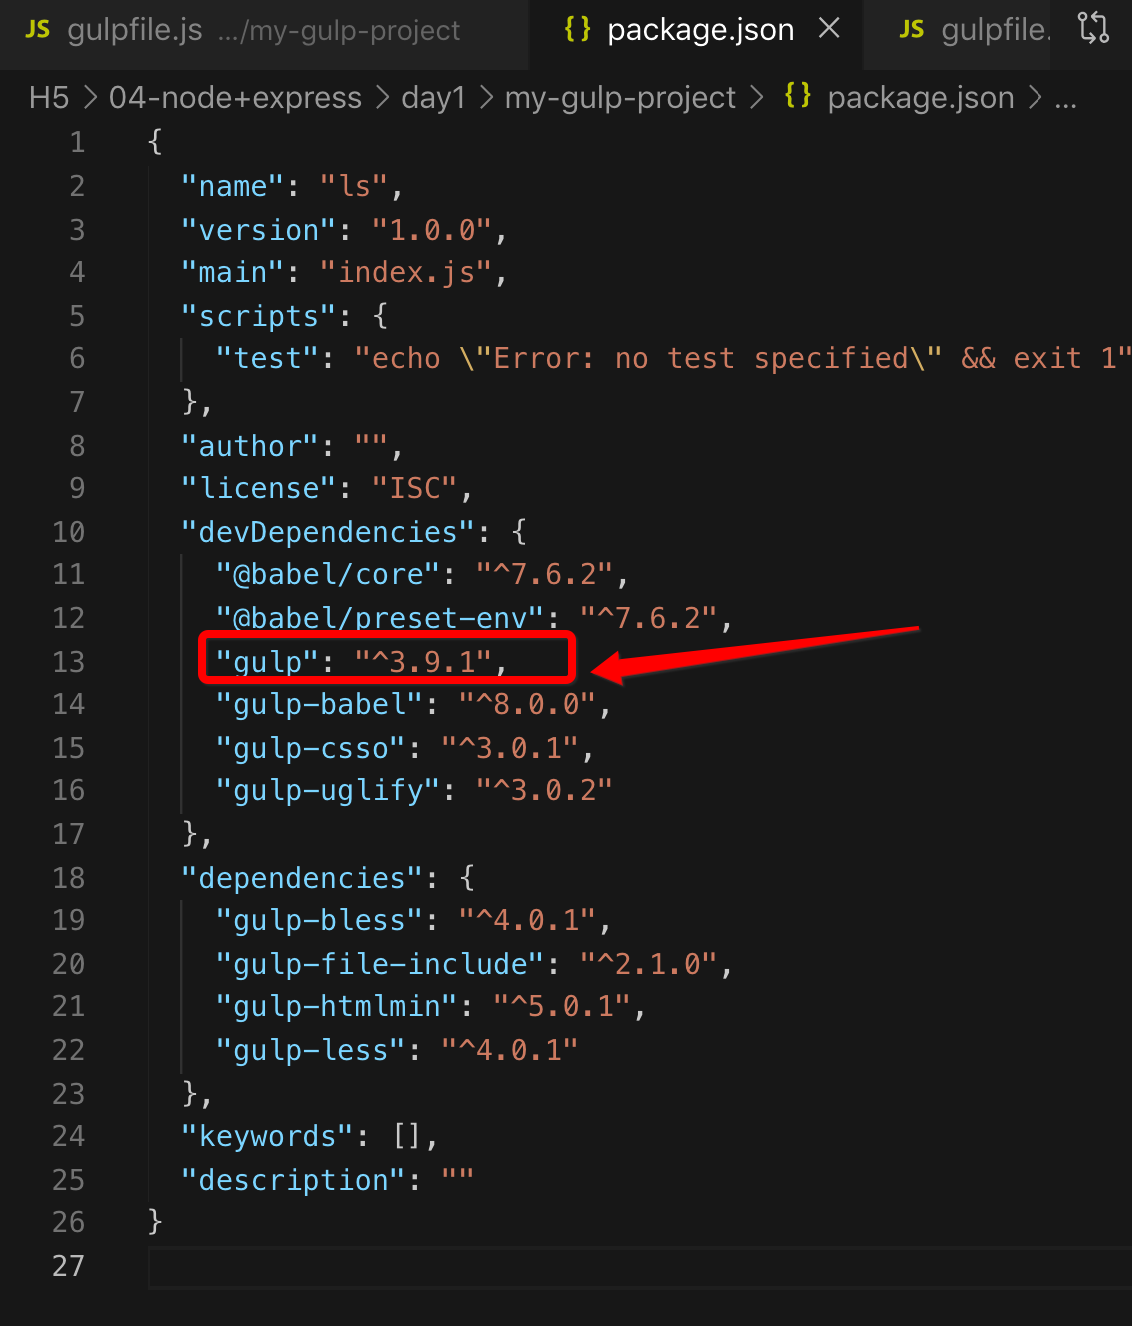 JS gulpfile.js .../my-gulp-project {} package.json × JS gulpfile.
H5 > 04-node+express > day1 > my-gulp-project > {} package.json > ...
1 {
2 "name": "ls",
3 "version": "1.0.0",
4 "main": "index.js",
5 "scripts": {
6 "test": "echo \"Error: no test specified\" && exit 1"
7 },
8 "author": "",
9 "license": "ISC",
10 "devDependencies": {
11 "@babel/core": "^7.6.2",
12 "@babel/preset-env": "^7.6.2",
13 "gulp": "^3.9.1",
14 "gulp-babel": "^8.0.0",
15 "gulp-csso": "^3.0.1",
16 "gulp-uglify": "^3.0.2"
17 },
18 "dependencies": {
19 "gulp-bless": "^4.0.1",
20 "gulp-file-include": "^2.1.0",
21 "gulp-htmlmin": "^5.0.1",
22 "gulp-less": "^4.0.1"
23 },
24 "keywords": [],
25 "description": ""
26 }
27